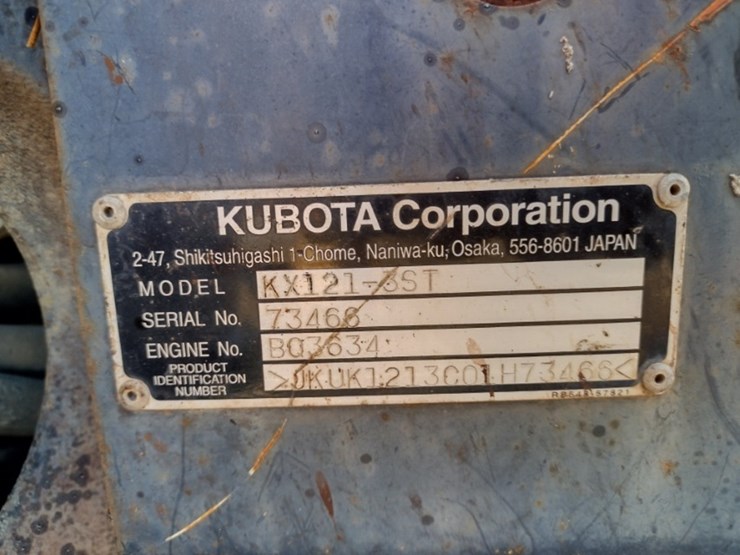 KUBOTA Corporation
2-47, Shikitsuhigashi 1-Chome, Naniwa-ku, Osaka, 556-8601 JAPAN
MODEL KX121-3ST
SERIAL No. 73466
ENGINE No. BQ3634
PRODUCT
IDENTIFICATION
NUMBER
>JKUK1213C01H73466<